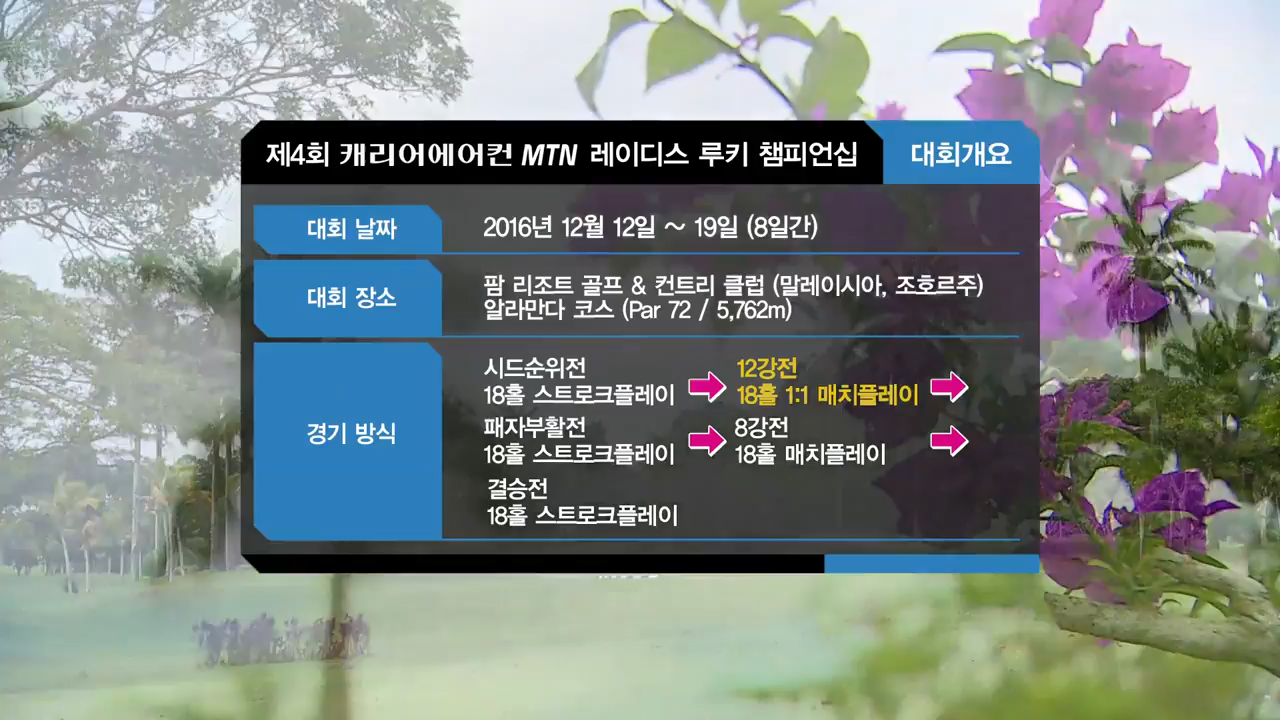 제4회 캐리어에어컨 MTN 레이디스 루키 챔피언십
대회개요
대회 날짜
2016년 12월 12일 ~ 19일 (8일간)
대회 장소
팜 리조트 골프 & 컨트리 클럽 (말레이시아, 조호르주)
알라만다 코스 (Par 72 / 5,762m)
경기 방식
시드순위전
18홀 스트로크플레이
12강전
18홀 1:1 매치플레이
패자부활전
18홀 스트로크플레이
8강전
18홀 매치플레이
결승전
18홀 스트로크플레이